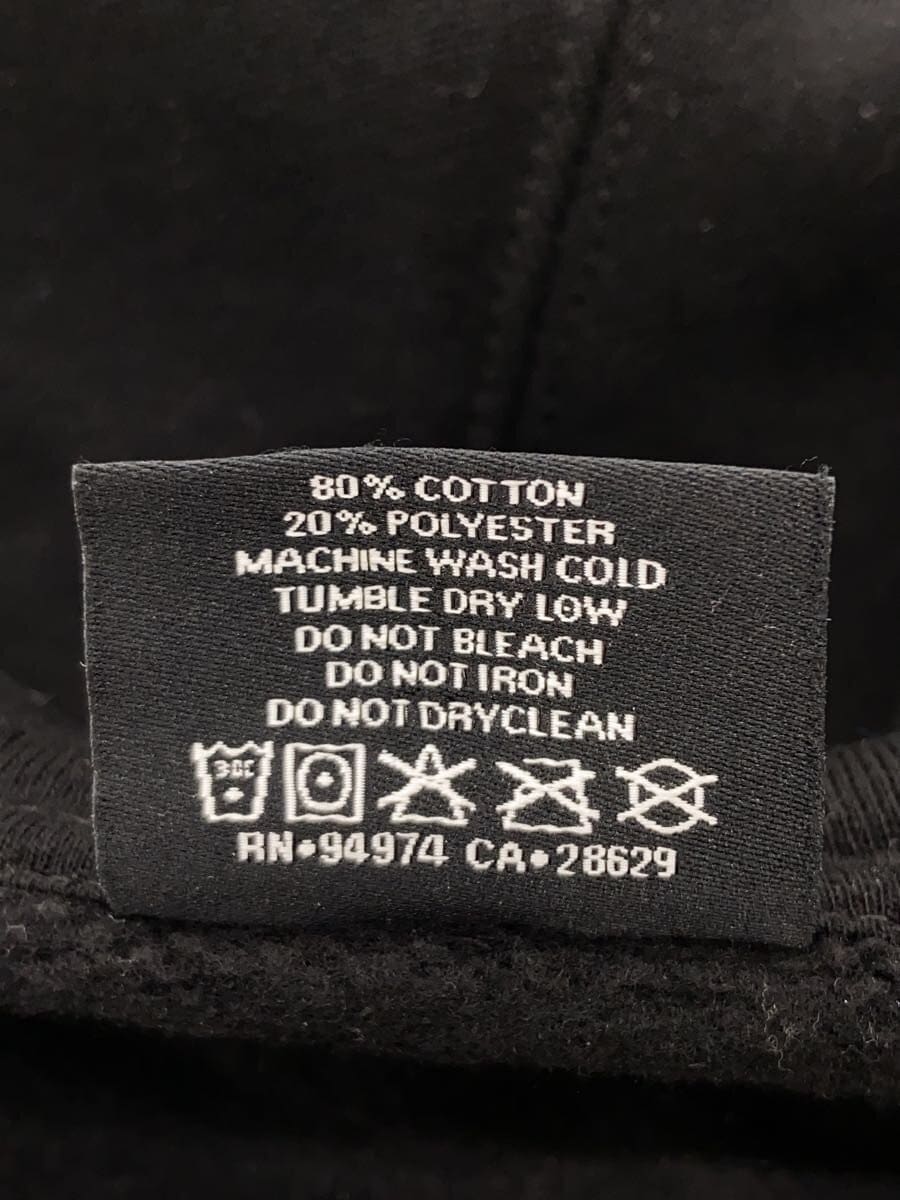 80% COTTON
20% POLYESTER
MACHINE WASH COLD
TUMBLE DRY LOW
DO NOT BLEACH
DO NOT IRON
DO NOT DRYCLEAN
30C
RN•94974 CA•28629